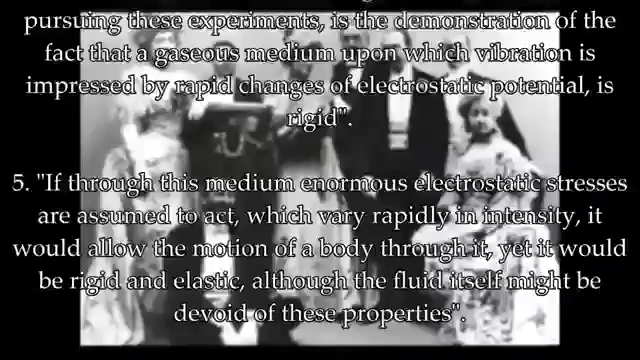 pursuing these experiments, is the demonstration of the
fact that a gaseous medium upon which vibration is
impressed by rapid changes of electrostatic potential, is
rigid".
5. "If through this medium enormous electrostatic stresses
are assumed to act, which vary rapidly in intensity, it
would allow the motion of a body through it, yet it would
be rigid and elastic, although the fluid itself might be
devoid of these properties".